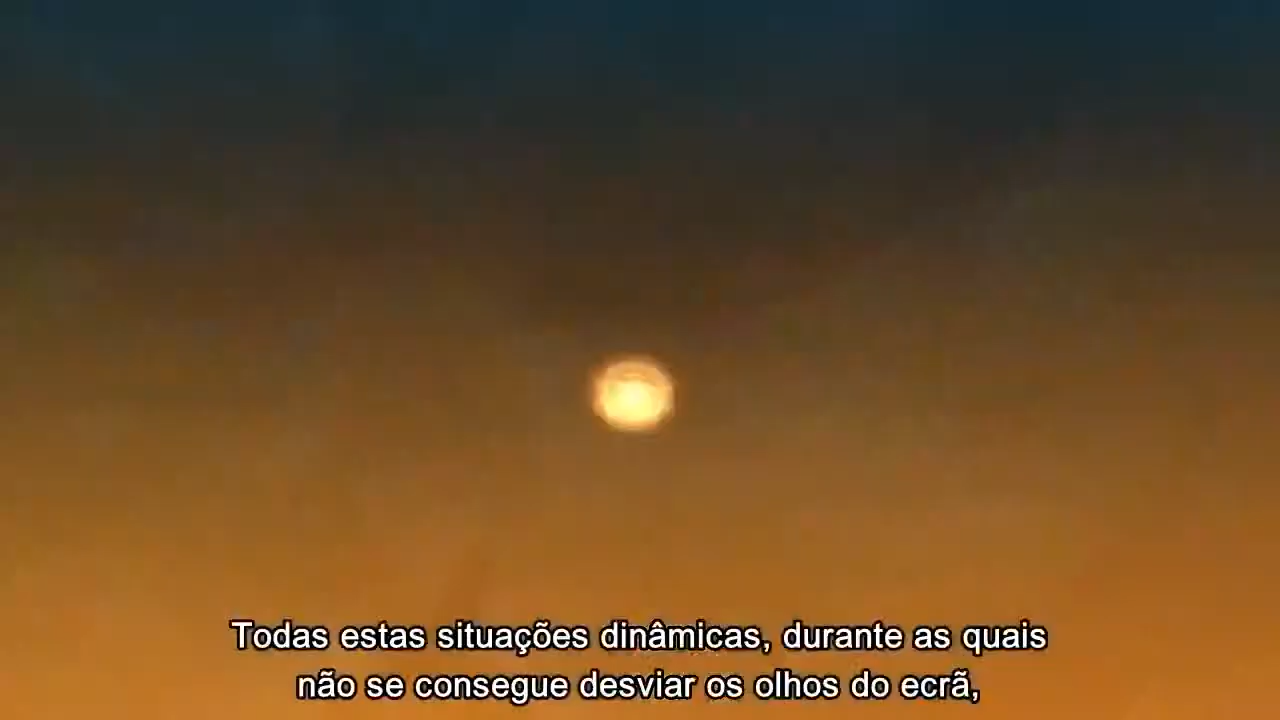 Todas estas situações dinâmicas, durante as quais
não se consegue desviar os olhos do ecrã,